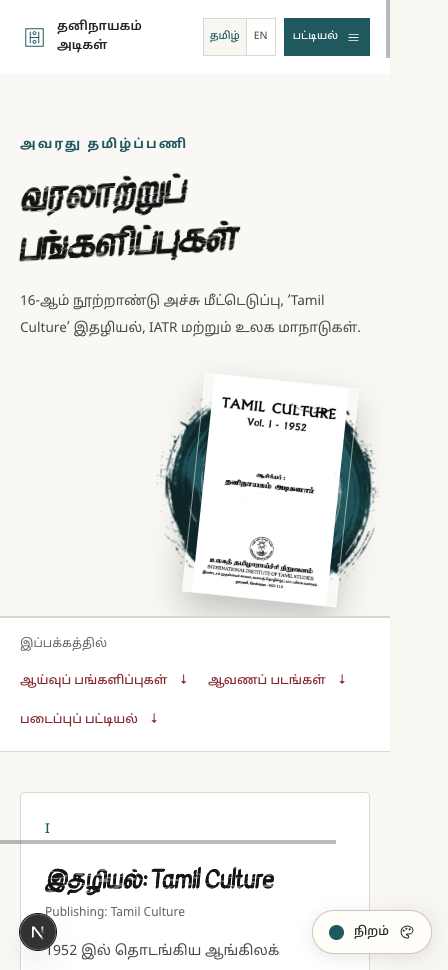 தனிநாயகம்
அடிகள்
தமிழ் EN பட்டியல்
அவரது தமிழ்ப்பணி
வரலாற்றுப்
பங்களிப்புகள்
16-ஆம் நூற்றாண்டு அச்சு மீட்டெடுப்பு, 'Tamil
Culture' இதழியல், IATR மற்றும் உலக மாநாடுகள்.
TAMIL CULTURE
Vol. I - 1952
ஆசிரியர் :
தனிநாயகம் அடிகளார்
உலகத் தமிழாராய்ச்சி நிறுவனம்
INTERNATIONAL INSTITUTE OF TAMIL STUDIES
இப்பக்கத்தில்
ஆய்வுப் பங்களிப்புகள் ↓ ஆவணப் படங்கள் ↓
படைப்புப் பட்டியல் ↓
I
இதழியல்: Tamil Culture
Publishing: Tamil Culture
1952 இல் தொடங்கிய ஆங்கிலக்
N
நிறம்